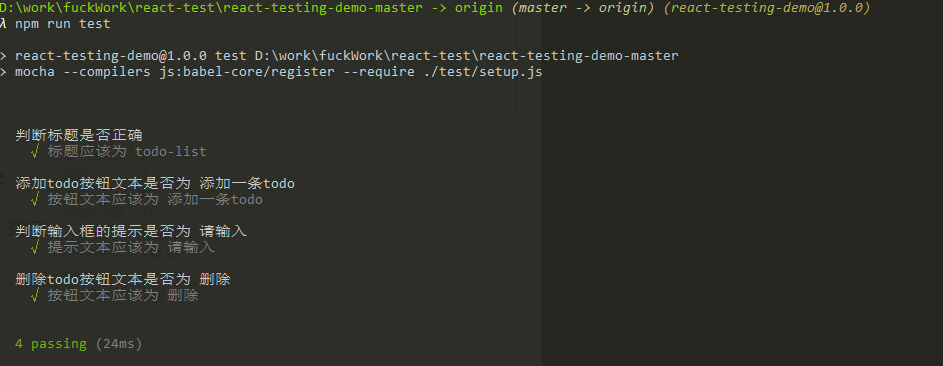 D:\work\fuckWork\react-test\react-testing-demo-master -> origin (master -> origin) (react-testing-demo@1.0.0)
λ npm run test
> react-testing-demo@1.0.0 test D:\work\fuckWork\react-test\react-testing-demo-master
> mocha --compilers js:babel-core/register --require ./test/setup.js
判断标题是否正确
√ 标题应该为 todo-list
添加todo按钮文本是否为 添加一条todo
√ 按钮文本应该为 添加一条todo
判断输入框的提示是否为 请输入
√ 提示文本应该为 请输入
删除todo按钮文本是否为 删除
√ 按钮文本应该为 删除
4 passing (24ms)